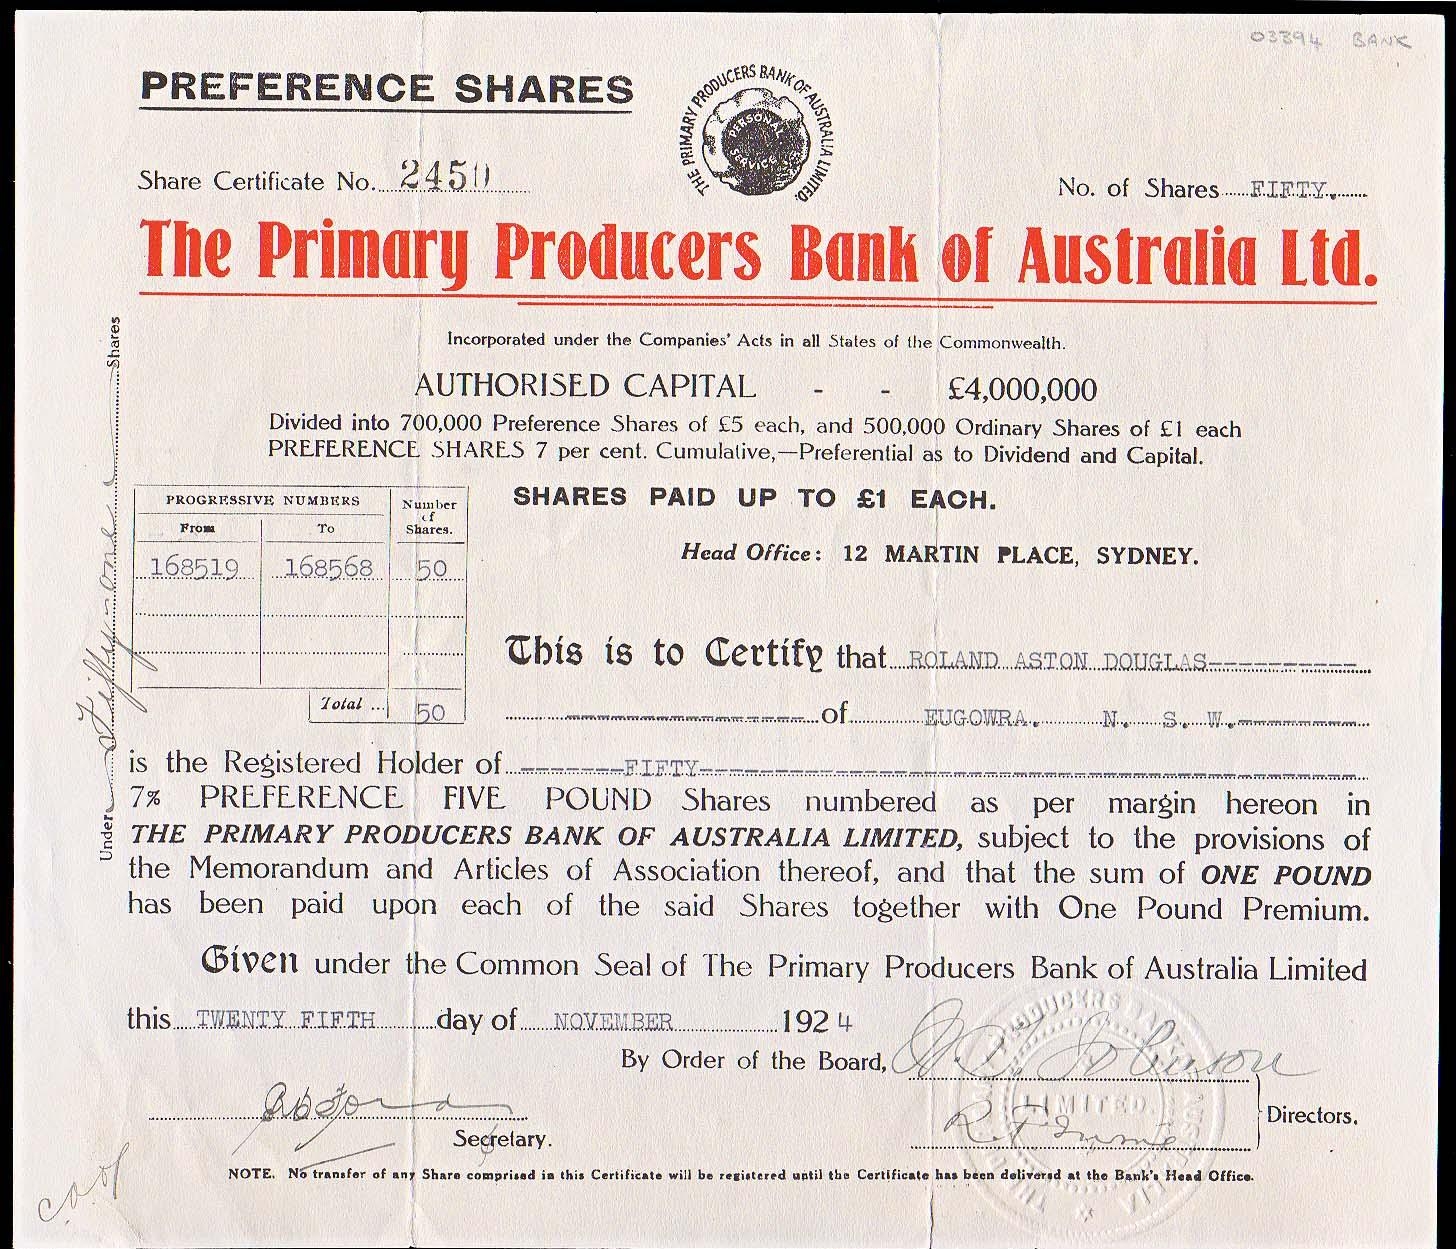 03394 BANK
PREFERENCE SHARES
THE PRIMARY PRODUCERS BANK OF AUSTRALIA LIMITED.
PERSONAL SERVICE
Share Certificate No. 2450
No. of Shares FIFTY.
The Primary Producers Bank of Australia Ltd.
Incorporated under the Companies' Acts in all States of the Commonwealth.
AUTHORISED CAPITAL - - £4,000,000
Divided into 700,000 Preference Shares of £5 each, and 500,000 Ordinary Shares of £1 each
PREFERENCE SHARES 7 per cent. Cumulative,—Preferential as to Dividend and Capital.
PROGRESSIVE NUMBERS
Number of Shares.
From To
168519 168568 50
Total ... 50
SHARES PAID UP TO £1 EACH.
Head Office: 12 MARTIN PLACE, SYDNEY.
Under Fifty one Shares
This is to Certify that ROLAND ASTON DOUGLAS
of EUGOWRA. N. S. W.
is the Registered Holder of FIFTY
7% PREFERENCE FIVE POUND Shares numbered as per margin hereon in
THE PRIMARY PRODUCERS BANK OF AUSTRALIA LIMITED, subject to the provisions of
the Memorandum and Articles of Association thereof, and that the sum of ONE POUND
has been paid upon each of the said Shares together with One Pound Premium.
Given under the Common Seal of The Primary Producers Bank of Australia Limited
this TWENTY FIFTH day of NOVEMBER 1924
By Order of the Board,
Directors.
Secretary.
NOTE. No transfer of any Share comprised in this Certificate will be registered until the Certificate has been delivered at the Bank's Head Office.